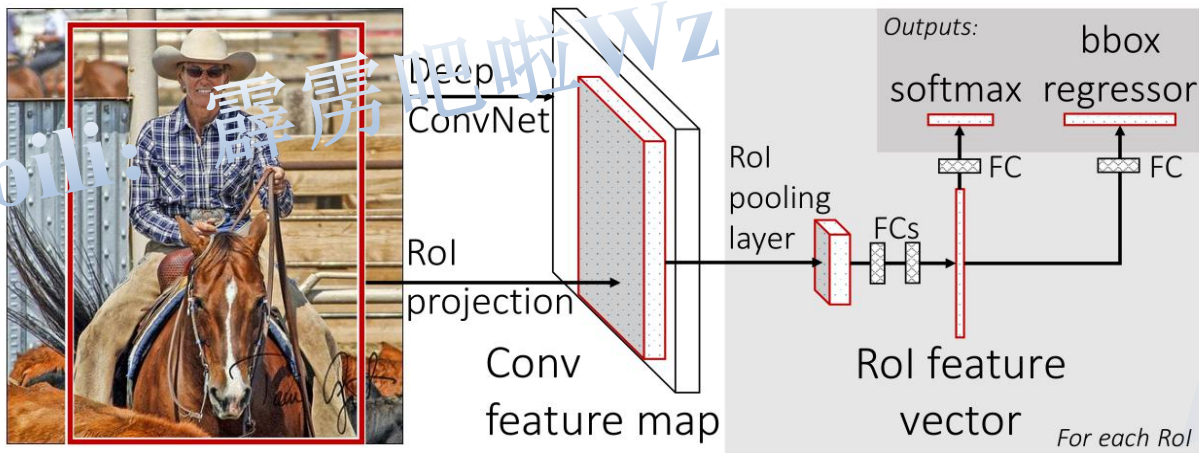 Deep
ConvNet
RoI
projection
Conv
feature map
RoI
pooling
layer
FCs
RoI feature
vector
For each RoI
Outputs:
softmax
bbox
regressor
FC
FC
bili: 霹雳吧啦Wz